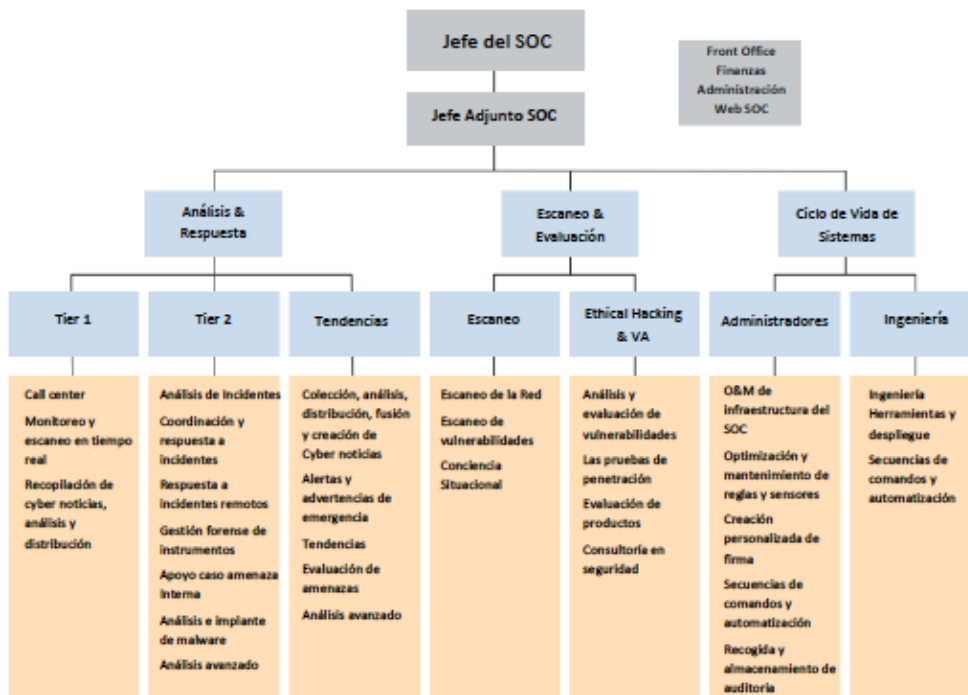 Jefe del SOC
Front Office
Finanzas
Administración
Web SOC
Jefe Adjunto SOC
Análisis &
Respuesta
Escaneo &
Evaluación
Ciclo de Vida de
Sistemas
Tier 1
Tier 2
Tendencias
Escaneo
Ethical Hacking
& VA
Administradores
Ingeniería
Call center
Monitoreo y
escaneo en tiempo
real
Recopilación de
cyber noticias,
análisis y
distribución
Análisis de Incidentes
Coordinación y
respuesta a
incidentes
Respuesta a
incidentes remotos
Gestión forense de
instrumentos
Apoyo caso amenaza
Interna
Análisis e implante
de malware
Análisis avanzado
Colección, análisis,
distribución, fusión
y creación de
Cyber noticias
Alertas y
advertencias de
emergencia
Tendencias
Evaluación de
amenazas
Análisis avanzado
Escaneo de la Red
Escaneo de
vulnerabilidades
Conciencia
Situacional
Análisis y
evaluación de
vulnerabilidades
Las pruebas de
penetración
Evaluación de
productos
Consultoría en
seguridad
O&M de
infraestructura del
SOC
Optimización y
mantenimiento de
reglas y sensores
Creación
personalizada de
firma
Secuencias de
comandos y
automatización
Recogida y
almacenamiento de
auditoria
Ingeniería
Herramientas y
despliegue
Secuencias de
comandos y
automatización